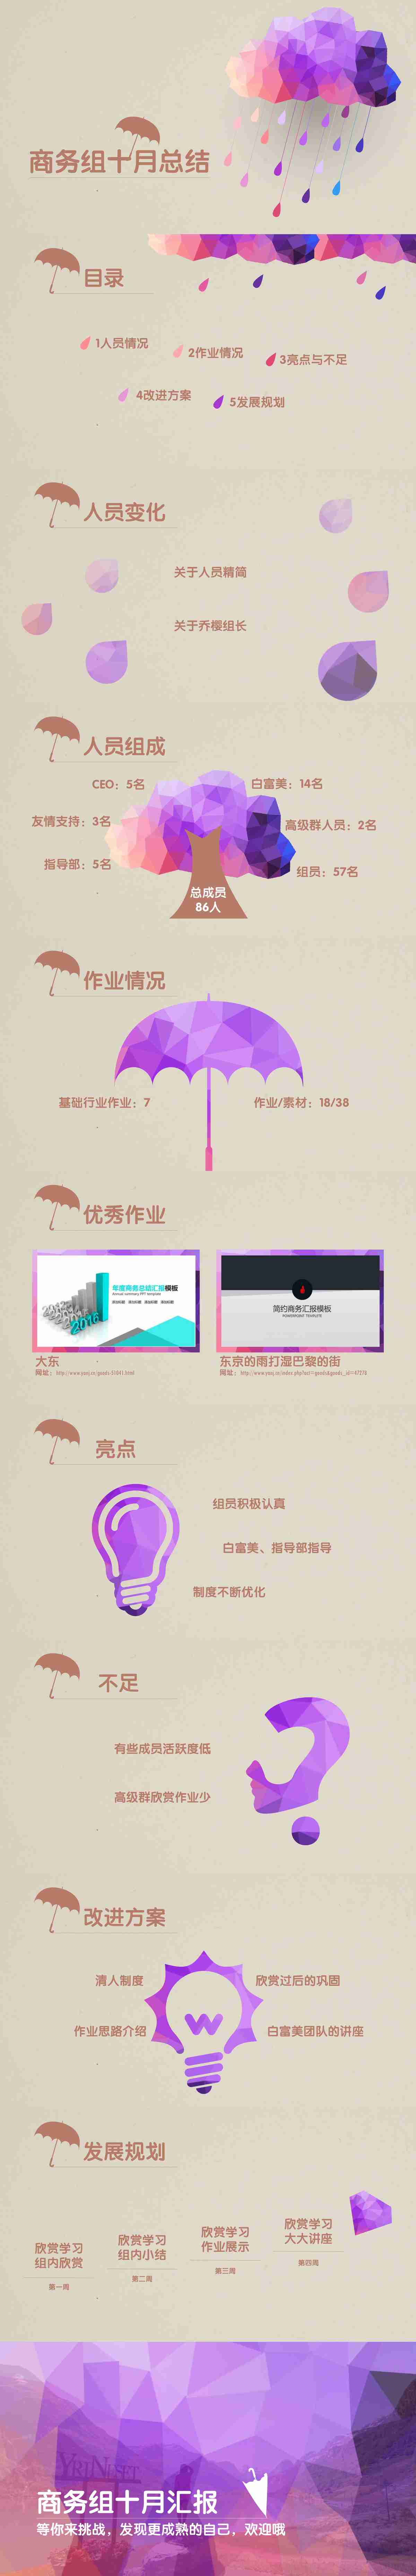 商务组十月总结
目录
1人员情况
2作业情况
3亮点与不足
4改进方案
5发展规划
人员变化
关于人员精简
关于乔樱组长
人员组成
CEO：5名
白富美：14名
友情支持：3名
高级群人员：2名
指导部：5名
组员：57名
总成员
86人
作业情况
基础行业作业：7
作业/素材：18/38
优秀作业
年度商务总结汇报模板
Annual summary PPT template
2016
简约商务汇报模板
POWERPOINT TEMPLATE
大东
东京的雨打湿巴黎的街
亮点
组员积极认真
白富美、指导部指导
制度不断优化
不足
有些成员活跃度低
高级群欣赏作业少
改进方案
清人制度
欣赏过后的巩固
作业思路介绍
白富美团队的讲座
发展规划
欣赏学习
组内欣赏
第一周
欣赏学习
组内小结
第二周
欣赏学习
作业展示
第三周
欣赏学习
大大讲座
第四周
商务组十月汇报
等你来挑战，发现更成熟的自己，欢迎哦